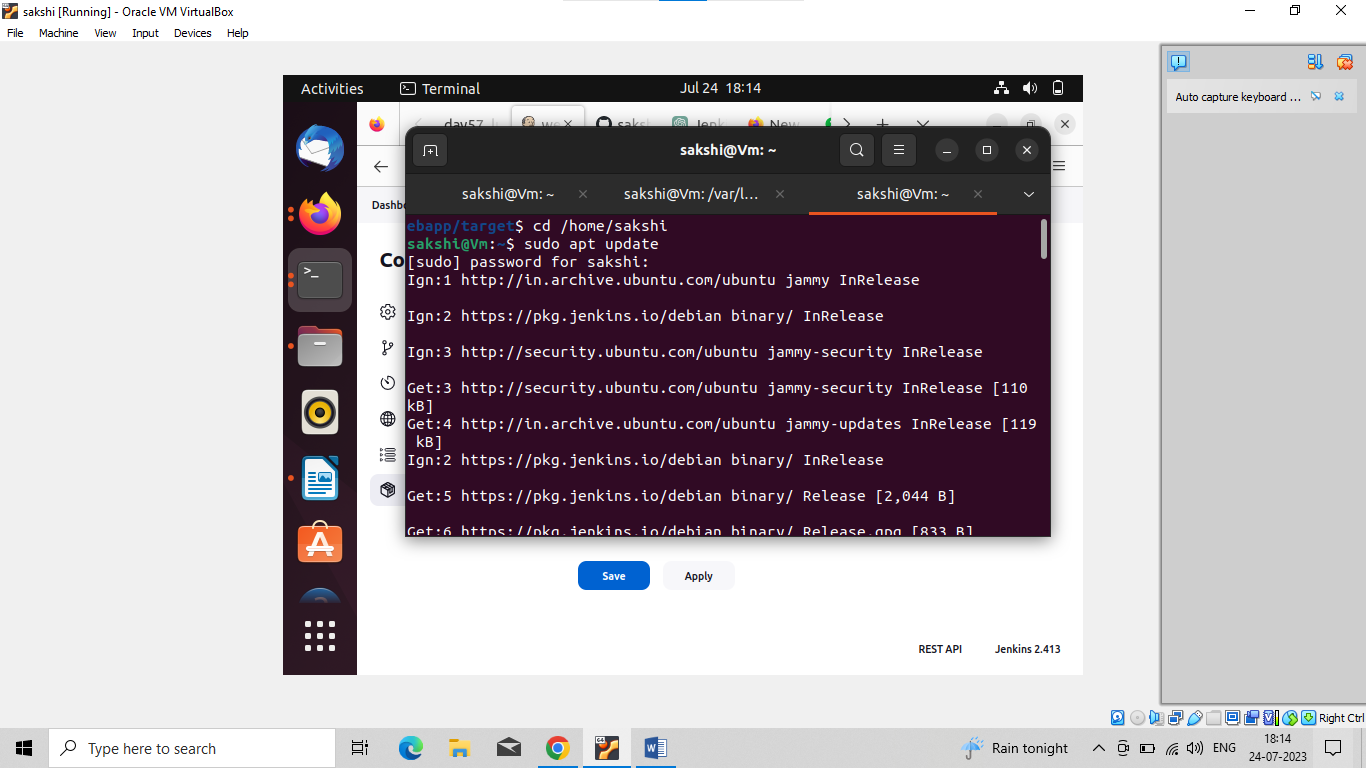 sakshi [Running] - Oracle VM VirtualBox
File Machine View Input Devices Help
Auto capture keyboard ...
Activities Terminal Jul 24 18:14
day57
New
sakshi@Vm: ~
sakshi@Vm: ~ sakshi@Vm: /var/l... sakshi@Vm: ~
Dashb
Co
ebapp/target$ cd /home/sakshi
sakshi@Vm:~$ sudo apt update
[sudo] password for sakshi:
Ign:1 http://in.archive.ubuntu.com/ubuntu jammy InRelease
Ign:2 https://pkg.jenkins.io/debian binary/ InRelease
Ign:3 http://security.ubuntu.com/ubuntu jammy-security InRelease
Get:3 http://security.ubuntu.com/ubuntu jammy-security InRelease [110
kB]
Get:4 http://in.archive.ubuntu.com/ubuntu jammy-updates InRelease [119
kB]
Ign:2 https://pkg.jenkins.io/debian binary/ InRelease
Get:5 https://pkg.jenkins.io/debian binary/ Release [2,044 B]
Get:6 https://pkg.jenkins.io/debian binary/ Release.gpg [833 B]
Save Apply
REST API Jenkins 2.413
Right Ctrl
Type here to search
Rain tonight
ENG
18:14
24-07-2023